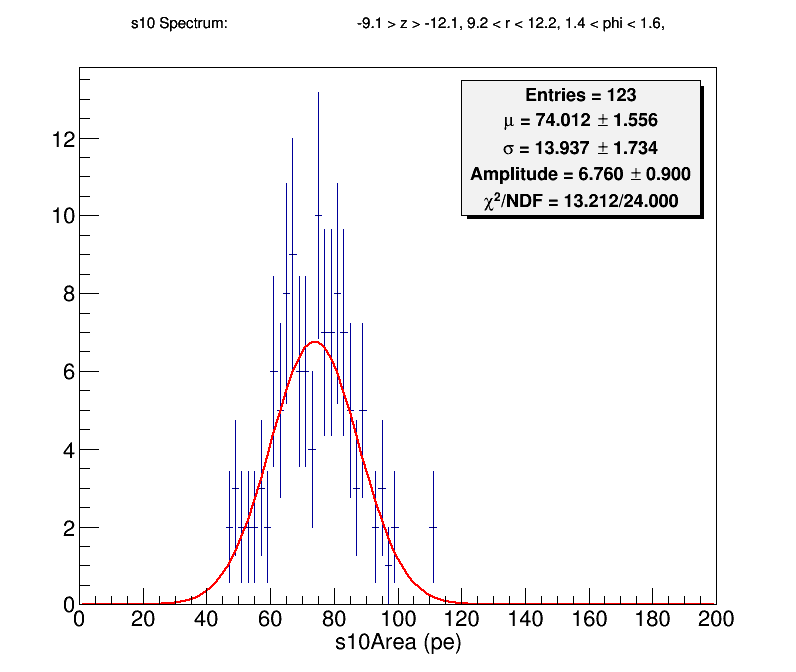 s10 Spectrum: -9.1 > z > -12.1, 9.2 < r < 12.2, 1.4 < phi < 1.6,
Entries = 123
μ = 74.012 ± 1.556
σ = 13.937 ± 1.734
Amplitude = 6.760 ± 0.900
χ²/NDF = 13.212/24.000
12
10
8
6
4
2
0
0 20 40 60 80 100 120 140 160 180 200
s10Area (pe)